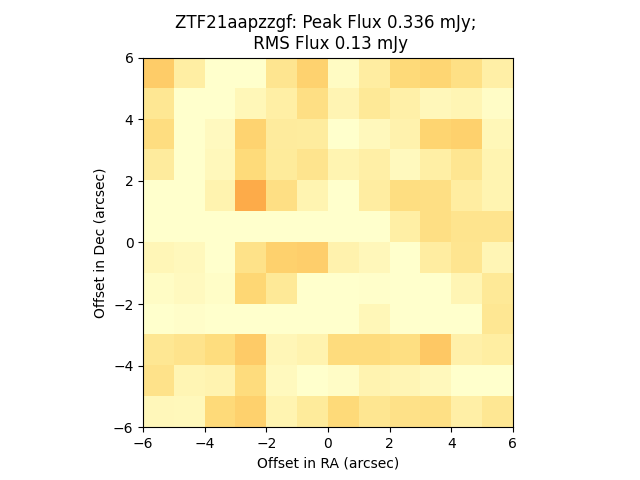 ZTF21aapzzgf: Peak Flux 0.336 mJy;
RMS Flux 0.13 mJy
6
4
2
0
−2
−4
−6
Offset in Dec (arcsec)
−6 −4 −2 0 2 4 6
Offset in RA (arcsec)